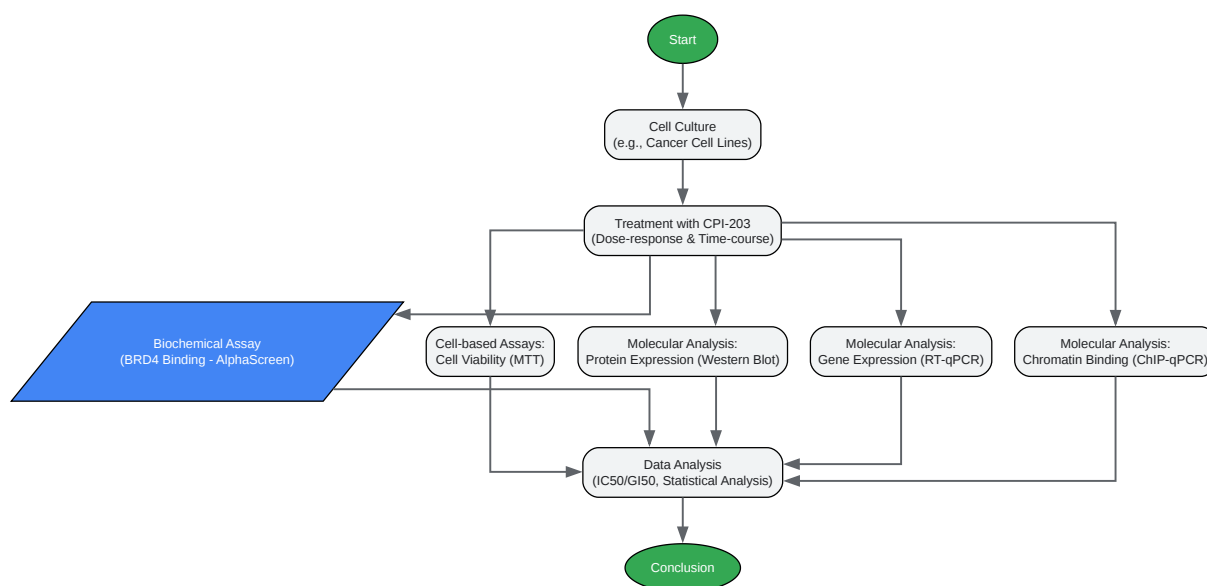 Start
Cell Culture
(e.g., Cancer Cell Lines)
Treatment with CPI-203
(Dose-response & Time-course)
Biochemical Assay
(BRD4 Binding - AlphaScreen)
Cell-based Assays:
Cell Viability (MTT)
Molecular Analysis:
Protein Expression (Western Blot)
Molecular Analysis:
Gene Expression (RT-qPCR)
Molecular Analysis:
Chromatin Binding (ChIP-qPCR)
Data Analysis
(IC50/GI50, Statistical Analysis)
Conclusion